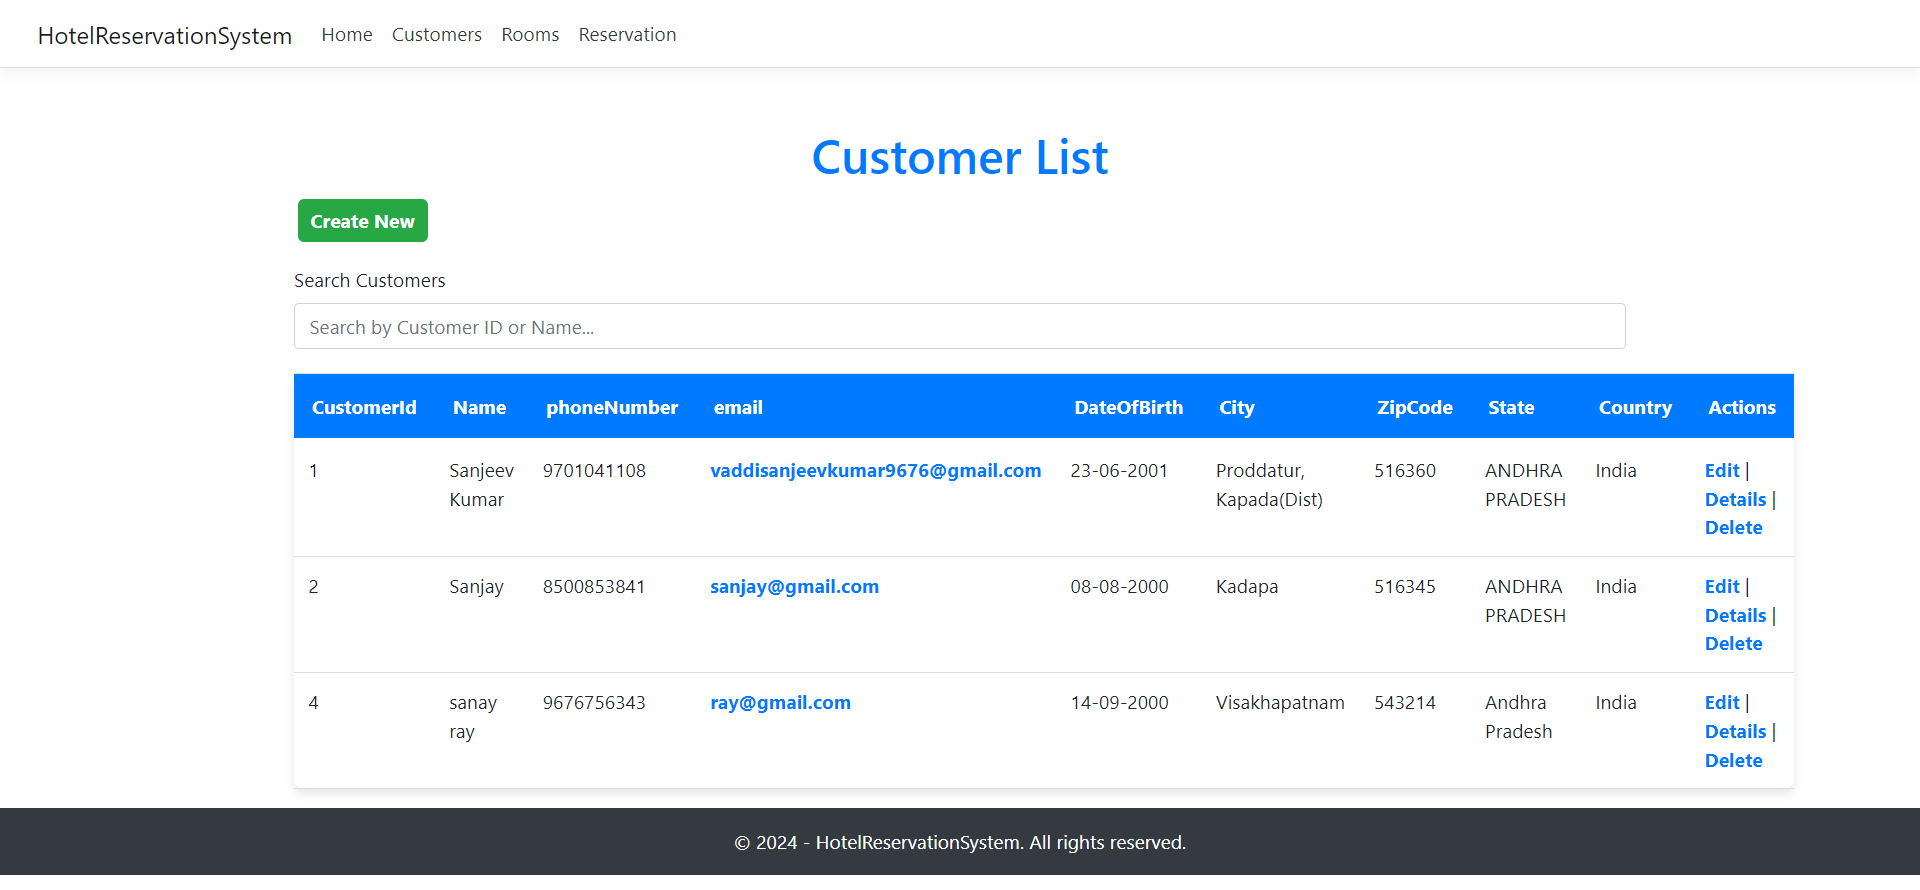 HotelReservationSystem Home Customers Rooms Reservation
Customer List
Create New
Search Customers
Search by Customer ID or Name...
CustomerId Name phoneNumber email DateOfBirth City ZipCode State Country Actions
1 Sanjeev 9701041108 vaddisanjeevkumar9676@gmail.com 23-06-2001 Proddatur, 516360 ANDHRA India Edit |
Kumar Kapada(Dist) PRADESH Details |
Delete
2 Sanjay 8500853841 sanjay@gmail.com 08-08-2000 Kadapa 516345 ANDHRA India Edit |
PRADESH Details |
Delete
4 sanay 9676756343 ray@gmail.com 14-09-2000 Visakhapatnam 543214 Andhra India Edit |
ray Pradesh Details |
Delete
© 2024 - HotelReservationSystem. All rights reserved.